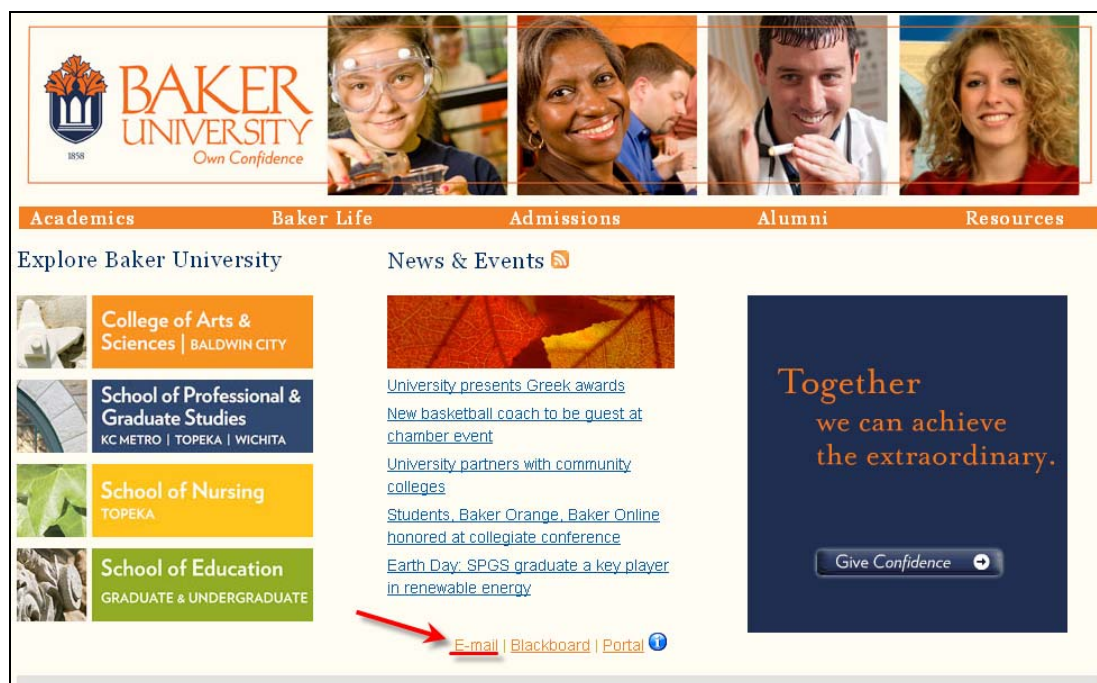 BAKER
UNIVERSITY
Own Confidence
1858
Academics
Baker Life
Admissions
Alumni
Resources
Explore Baker University
College of Arts &
Sciences | BALDWIN CITY
School of Professional &
Graduate Studies
KC METRO | TOPEKA | WICHITA
School of Nursing
TOPEKA
School of Education
GRADUATE & UNDERGRADUATE
News & Events
University presents Greek awards
New basketball coach to be guest at
chamber event
University partners with community
colleges
Students, Baker Orange, Baker Online
honored at collegiate conference
Earth Day: SPGS graduate a key player
in renewable energy
E-mail | Blackboard | Portal
Together
we can achieve
the extraordinary.
Give Confidence